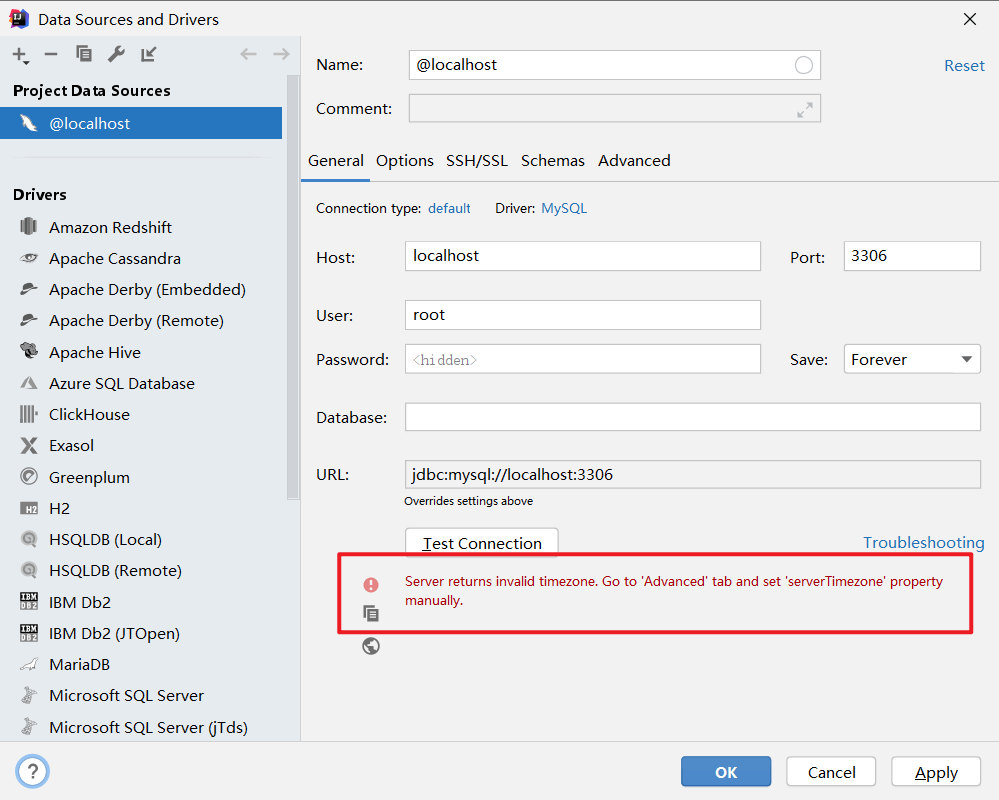 Data Sources and Drivers
Project Data Sources
@localhost
Drivers
Amazon Redshift
Apache Cassandra
Apache Derby (Embedded)
Apache Derby (Remote)
Apache Hive
Azure SQL Database
ClickHouse
Exasol
Greenplum
H2
HSQLDB (Local)
HSQLDB (Remote)
IBM Db2
IBM Db2 (JTOpen)
MariaDB
Microsoft SQL Server
Microsoft SQL Server (jTds)
Name: @localhost Reset
Comment:
General Options SSH/SSL Schemas Advanced
Connection type: default Driver: MySQL
Host: localhost Port: 3306
User: root
Password: <hidden> Save: Forever
Database:
URL: jdbc:mysql://localhost:3306
Overrides settings above
Test Connection Troubleshooting
Server returns invalid timezone. Go to 'Advanced' tab and set 'serverTimezone' property
manually.
? OK Cancel Apply